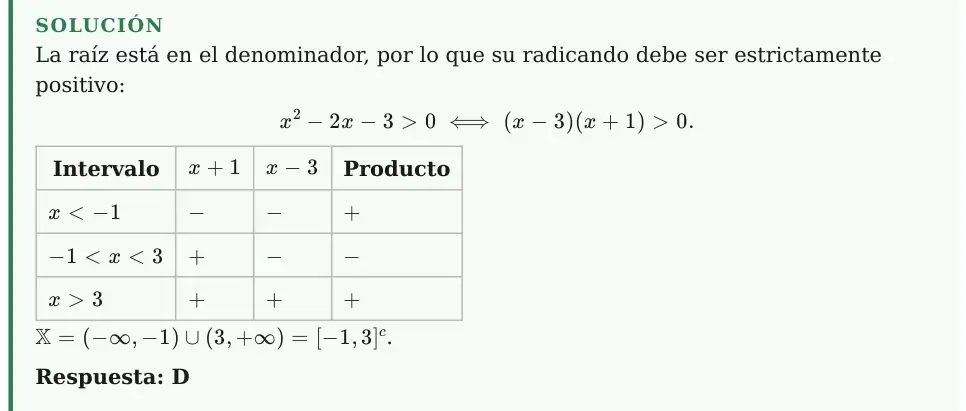 SOLUCIÓN
La raíz está en el denominador, por lo que su radicando debe ser estrictamente
positivo:
x² − 2x − 3 > 0 ⟺ (x − 3)(x + 1) > 0.
Intervalo x + 1 x − 3 Producto
x < −1 − − +
−1 < x < 3 + − −
x > 3 + + +
𝕏 = (−∞, −1) ∪ (3, +∞) = [−1, 3]ᶜ.
Respuesta: D